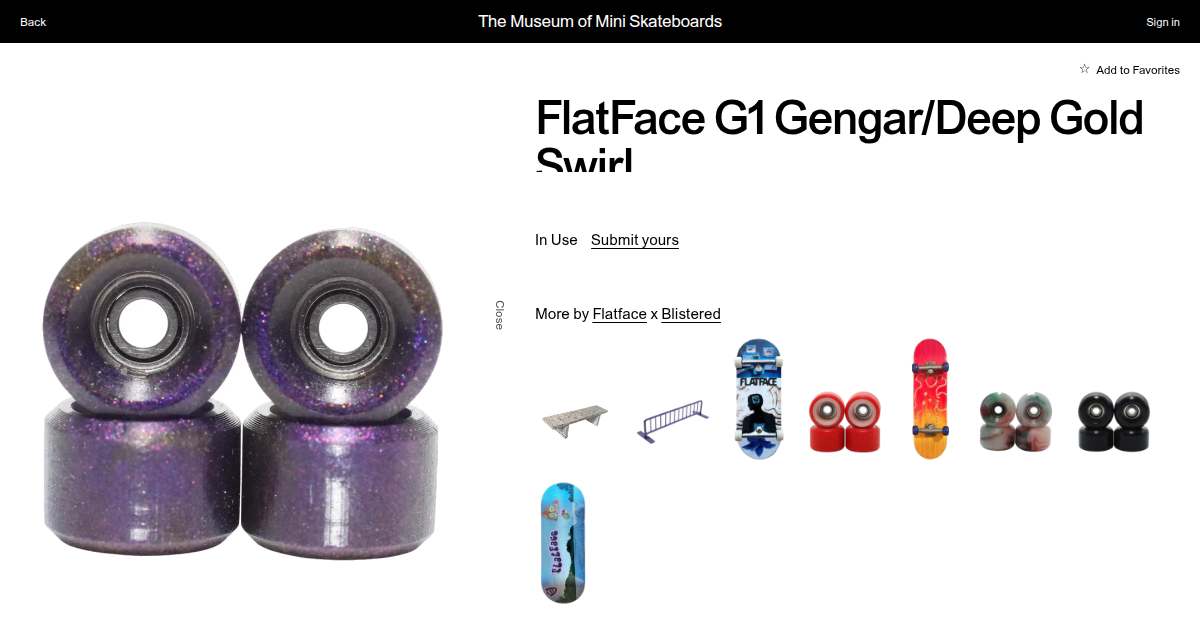 Back
The Museum of Mini Skateboards
Sign in
☆ Add to Favorites
FlatFace G1 Gengar/Deep Gold
Swirl
In Use Submit yours
Close
More by Flatface x Blistered
FLATFACE